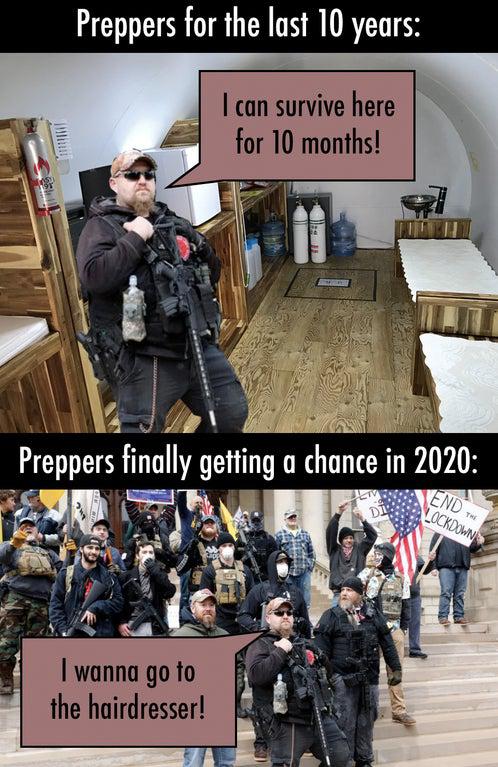 Preppers for the last 10 years:
I can survive here
for 10 months!
Preppers finally getting a chance in 2020:
END THE
LOCKDOWN
I wanna go to
the hairdresser!